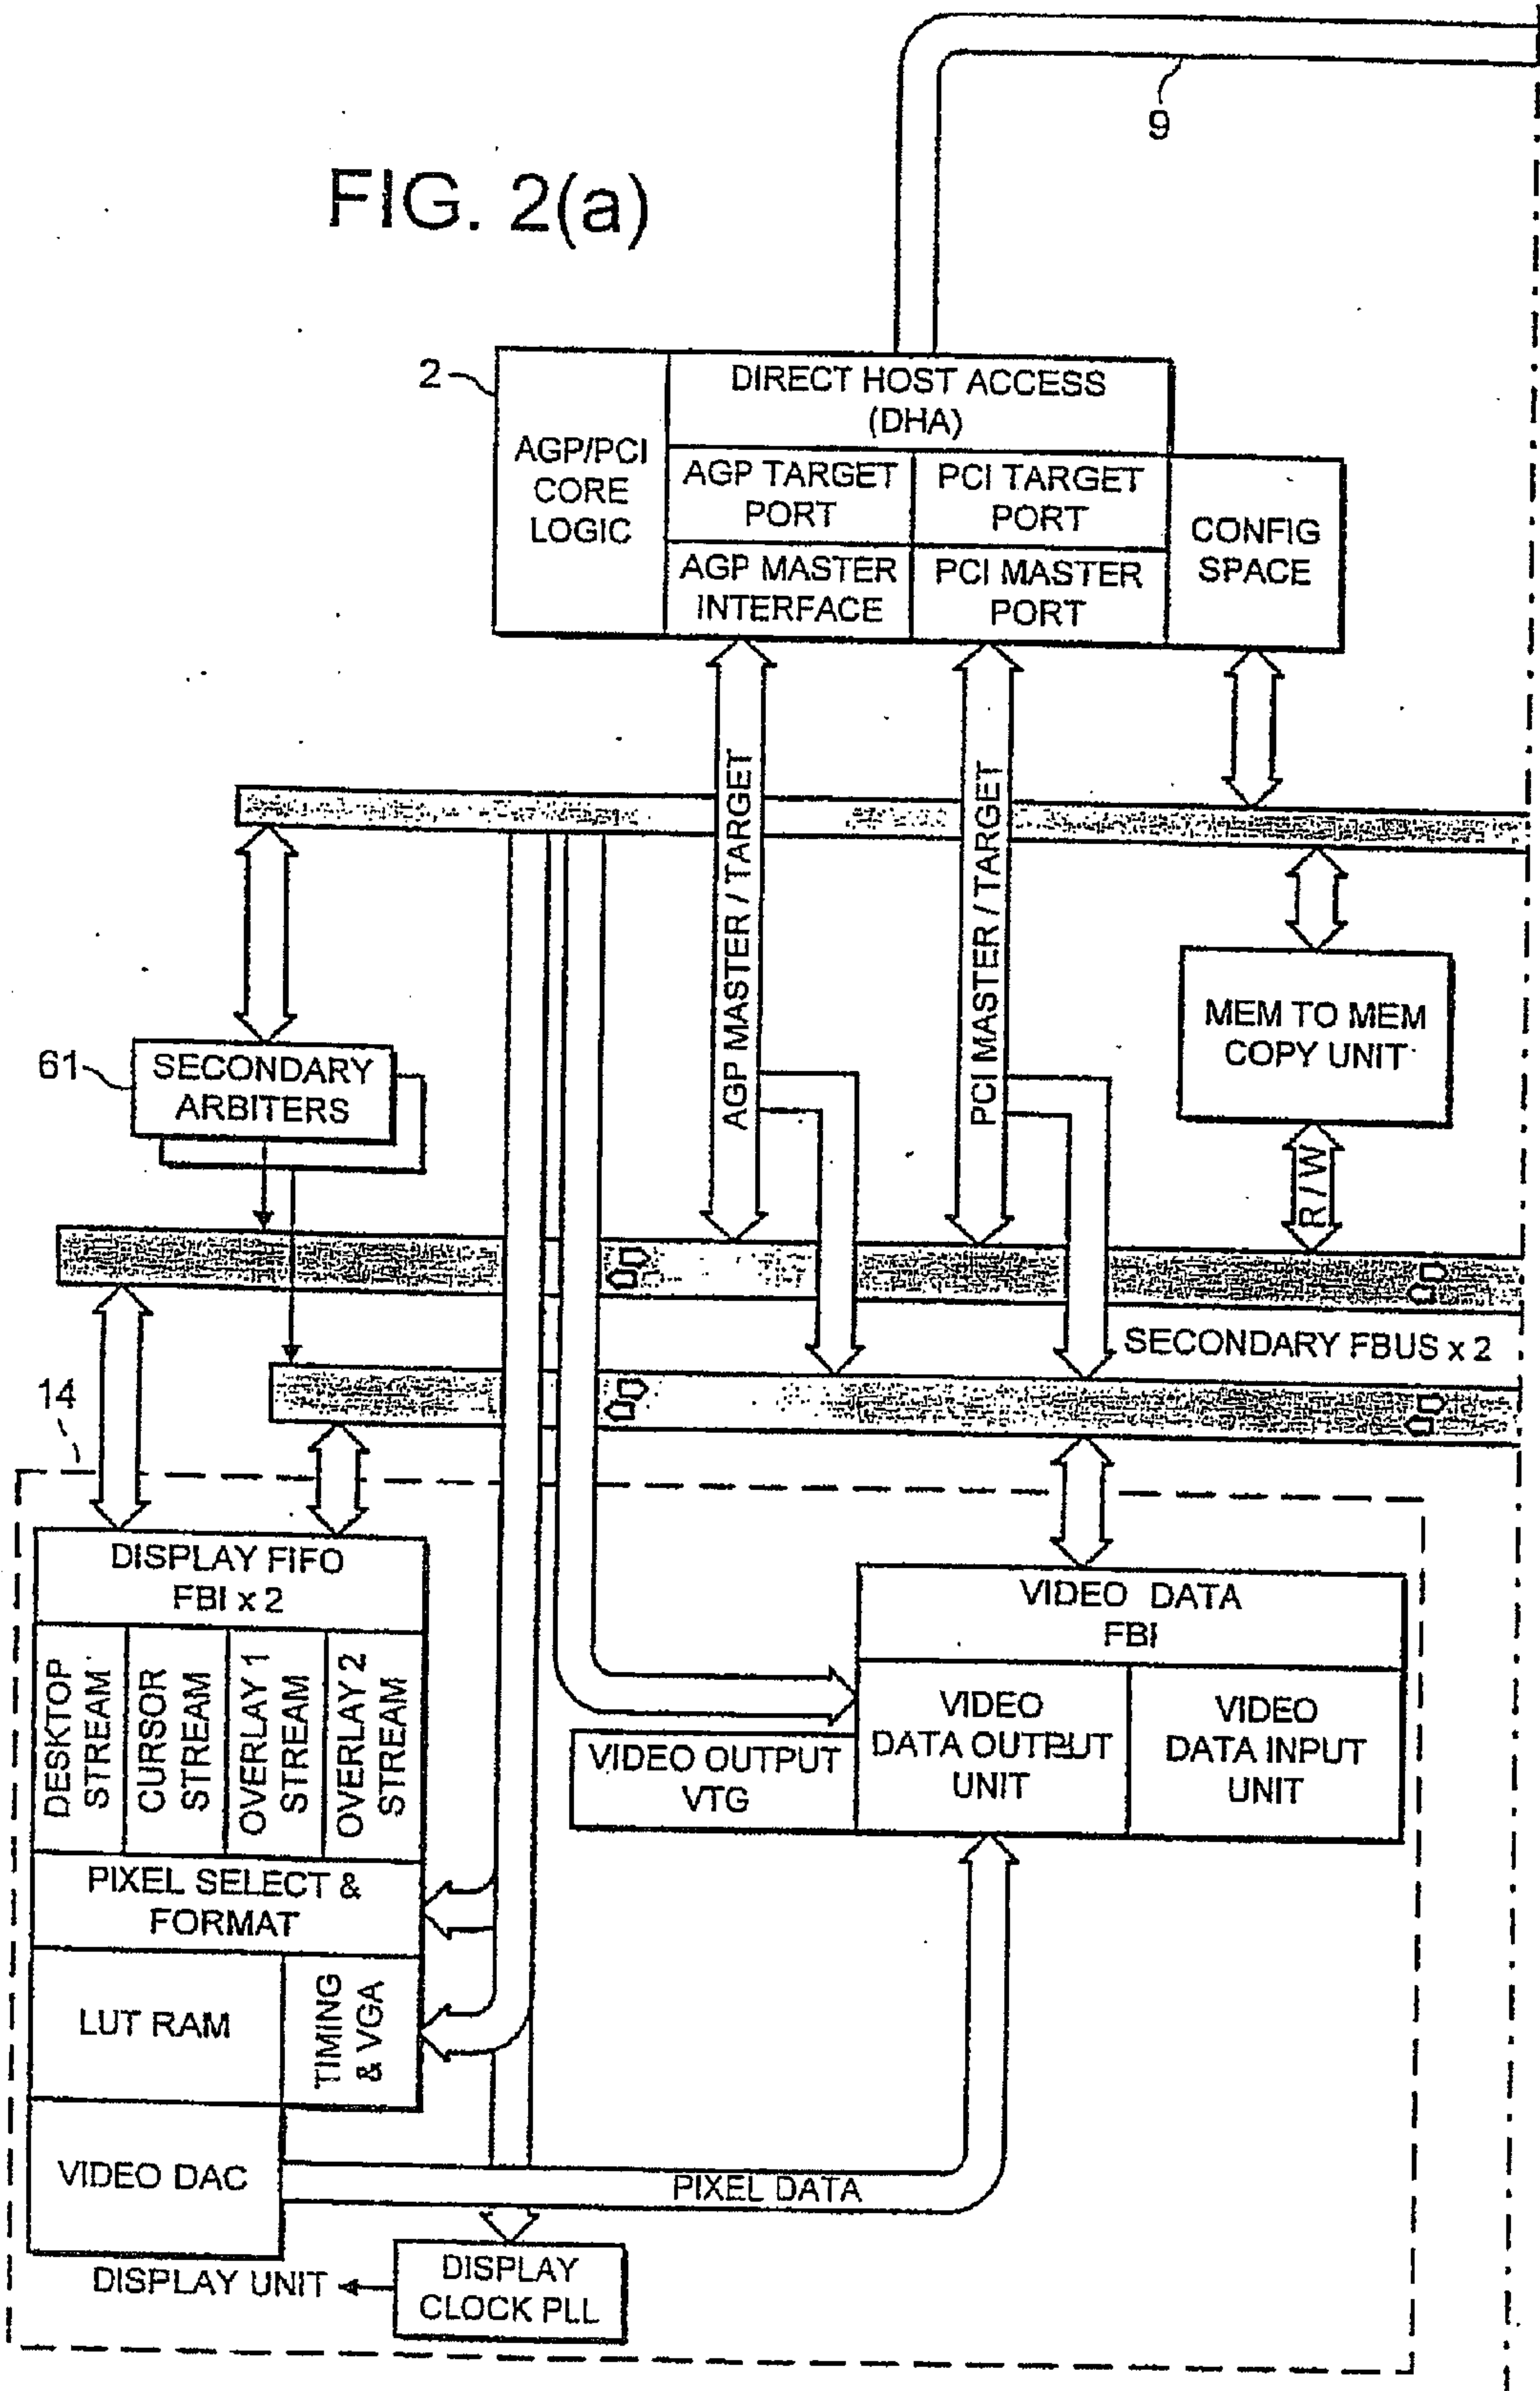 9
FIG. 2(a)
2
DIRECT HOST ACCESS
(DHA)
AGP/PCI
CORE
LOGIC
AGP TARGET
PORT
PCI TARGET
PORT
CONFIG
SPACE
AGP MASTER
INTERFACE
PCI MASTER
PORT
AGP MASTER / TARGET
PCI MASTER / TARGET
MEM TO MEM
COPY UNIT
61
SECONDARY
ARBITERS
R / W
SECONDARY FBUS x 2
14
DISPLAY FIFO
FBI x 2
VIDEO DATA
FBI
DESKTOP
STREAM
CURSOR
STREAM
OVERLAY 1
STREAM
OVERLAY 2
STREAM
VIDEO
DATA OUTPUT
UNIT
VIDEO
DATA INPUT
UNIT
VIDEO OUTPUT
VTG
PIXEL SELECT &
FORMAT
LUT RAM
TIMING
& VGA
VIDEO DAC
PIXEL DATA
DISPLAY UNIT
DISPLAY
CLOCK PLL